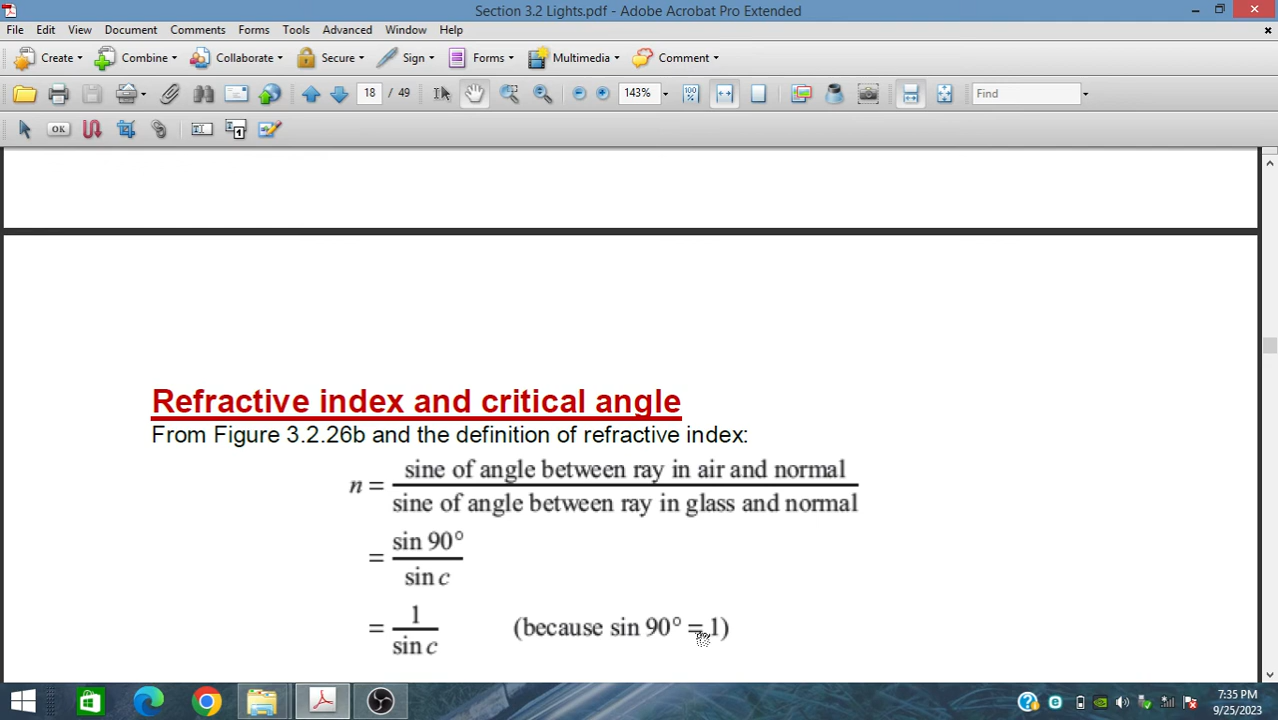 Section 3.2 Lights.pdf - Adobe Acrobat Pro Extended
File Edit View Document Comments Forms Tools Advanced Window Help
Create Combine Collaborate Secure Sign Forms Multimedia Comment
18 / 49 143% Find
OK
Refractive index and critical angle
From Figure 3.2.26b and the definition of refractive index:
n = sine of angle between ray in air and normal
sine of angle between ray in glass and normal
= sin 90°
sin c
= 1 (because sin 90° = 1)
sin c
7:35 PM
9/25/2023